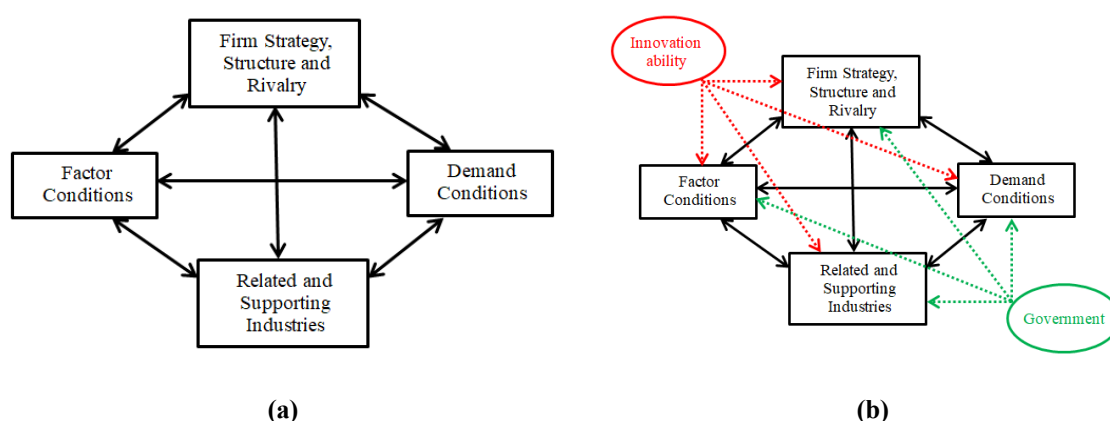 Firm Strategy,
Structure and
Rivalry
Factor
Conditions
Demand
Conditions
Related and
Supporting
Industries
(a)
Innovation
ability
Firm Strategy,
Structure and
Rivalry
Factor
Conditions
Demand
Conditions
Related and
Supporting
Industries
Government
(b)